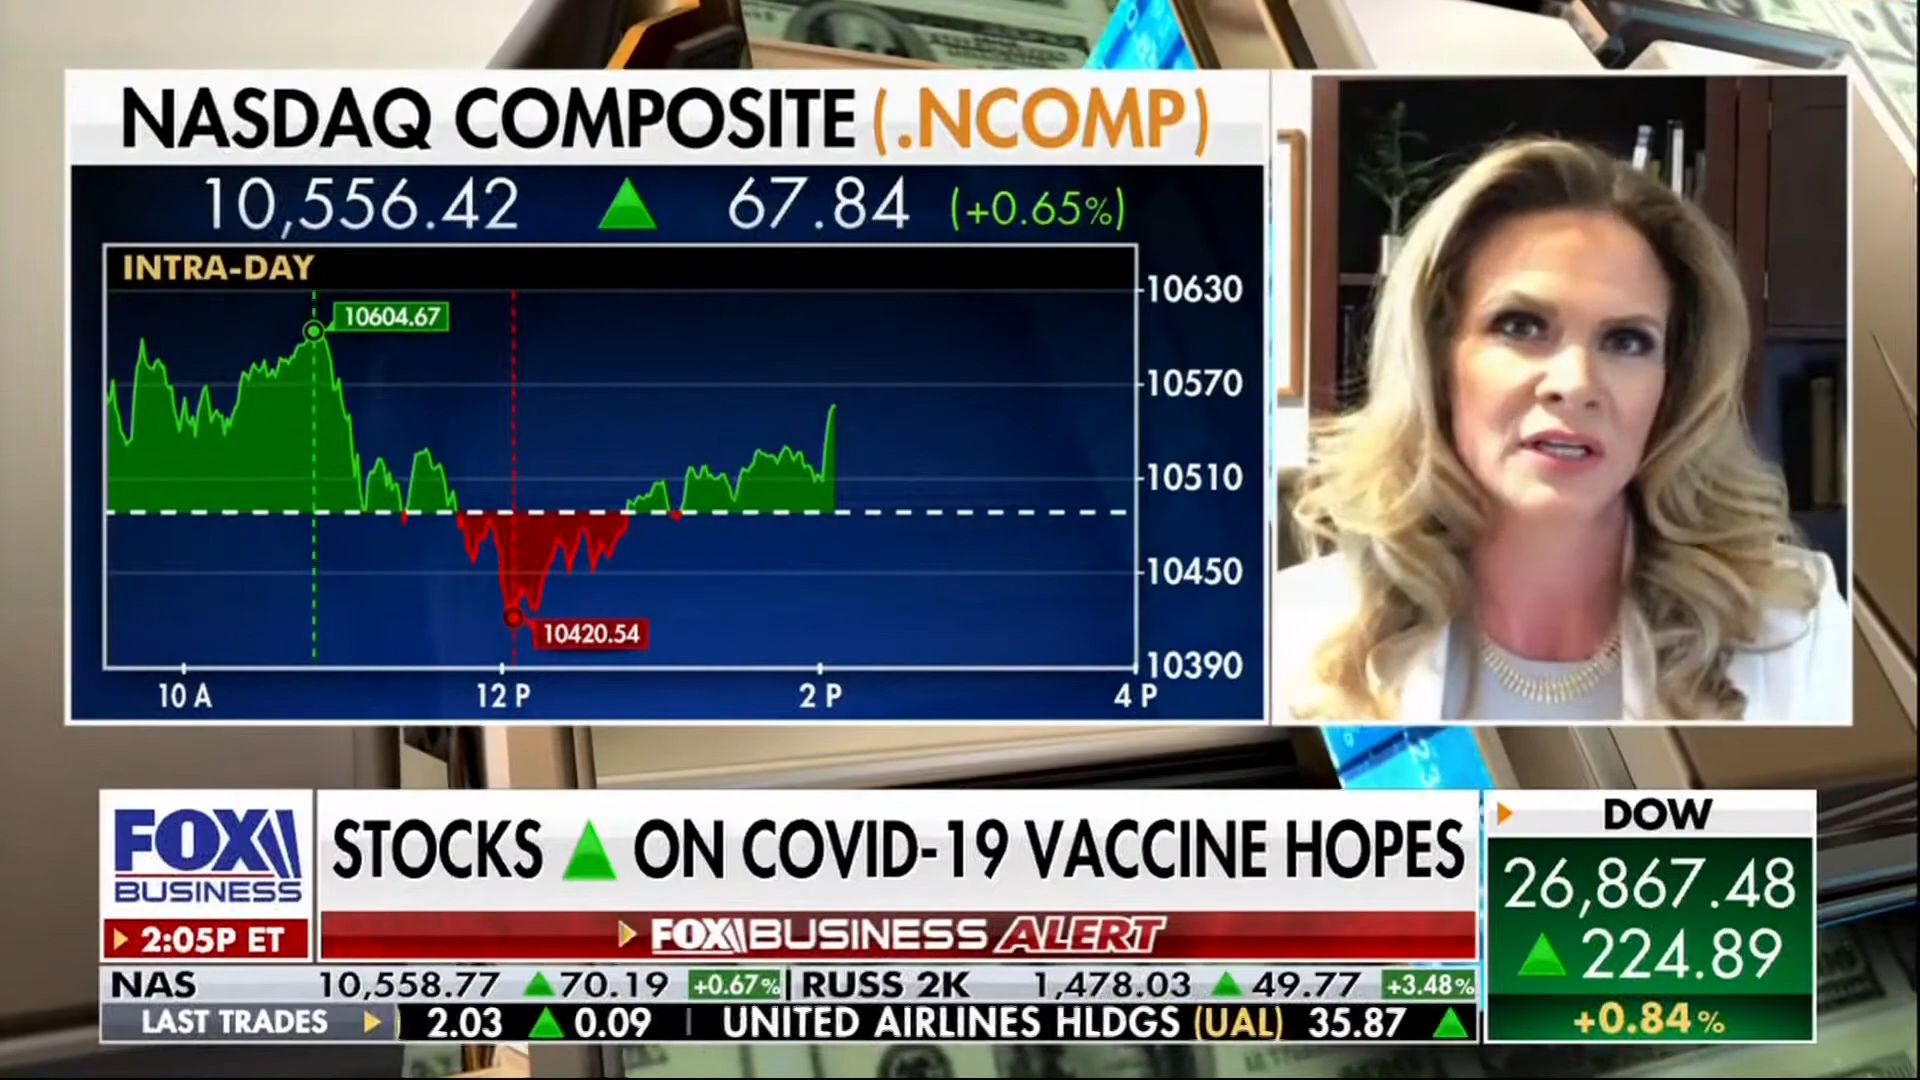 NASDAQ COMPOSITE (.NCOMP)
10,556.42 ▲ 67.84 (+0.65%)
INTRA-DAY
10604.67
10420.54
10630
10570
10510
10450
10390
10 A
12 P
2 P
4 P
FOX
BUSINESS
2:05P ET
STOCKS ▲ ON COVID-19 VACCINE HOPES
FOX BUSINESS ALERT
DOW
26,867.48
▲ 224.89
+0.84%
NAS 10,558.77 ▲ 70.19 +0.67% | RUSS 2K 1,478.03 ▲ 49.77 +3.48%
LAST TRADES 2.03 ▲ 0.09 | UNITED AIRLINES HLDGS (UAL) 35.87 ▲